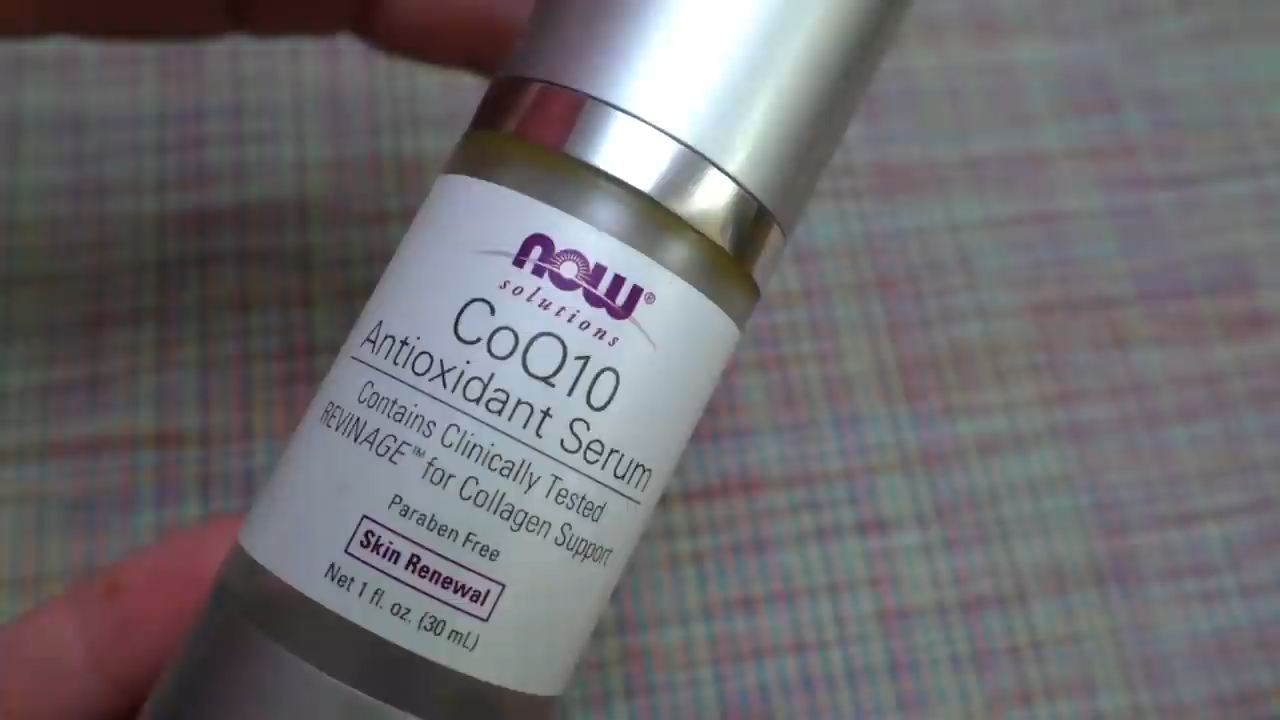 NOW®
solutions
CoQ10
Antioxidant Serum
Contains Clinically Tested
REVINAGE™ for Collagen Support
Paraben Free
Skin Renewal
Net 1 fl. oz. (30 mL)